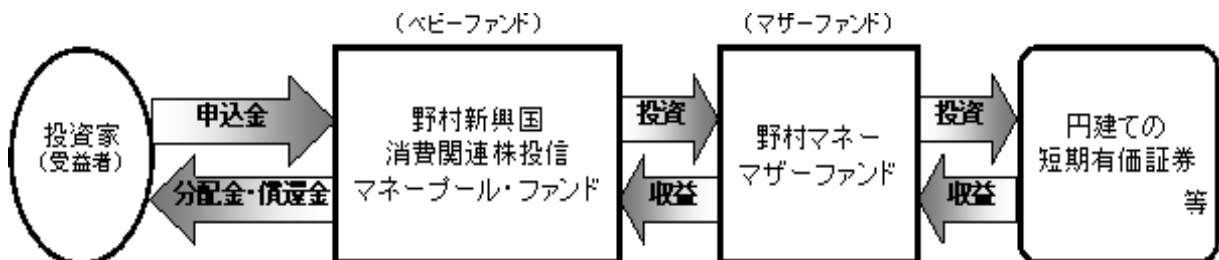 （ベビーファンド）
（マザーファンド）
投資家
（受益者）
申込金
分配金・償還金
野村新興国
消費関連株投信
マネープール・ファンド
投資
収益
野村マネー
マザーファンド
投資
収益
円建ての
短期有価証券
等